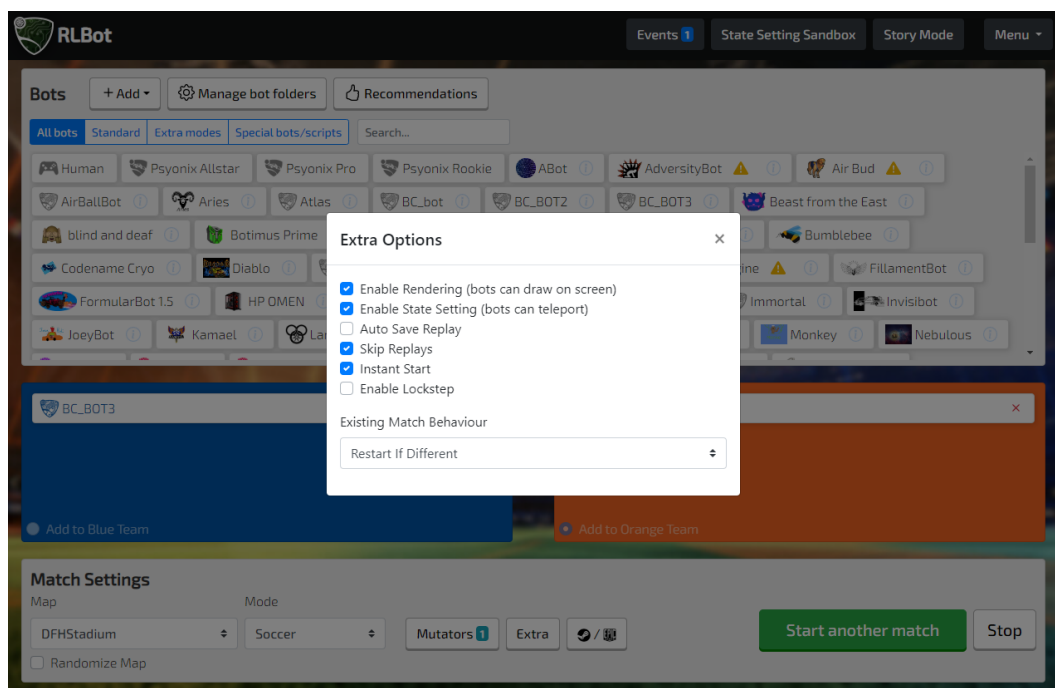 RLBot
Events 1 State Setting Sandbox Story Mode Menu
Bots + Add Manage bot folders Recommendations
All bots Standard Extra modes Special bots/scripts Search...
Human Psyonix Allstar Psyonix Pro Psyonix Rookie ABot AdversityBot Air Bud
AirBallBot Aries Atlas BC_bot BC_BOT2 BC_BOT3 Beast from the East
blind and deaf Botimus Prime Bumblebee
Codename Cryo Diablo ine FillamentBot
FormularBot 1.5 HP OMEN Immortal Invisibot
JoeyBot Kamael La Monkey Nebulous
Extra Options ×
Enable Rendering (bots can draw on screen)
Enable State Setting (bots can teleport)
Auto Save Replay
Skip Replays
Instant Start
Enable Lockstep
Existing Match Behaviour
Restart If Different
BC_BOT3 ×
Add to Blue Team Add to Orange Team
Match Settings
Map Mode
DFHStadium Soccer Mutators 1 Extra / Start another match Stop
Randomize Map